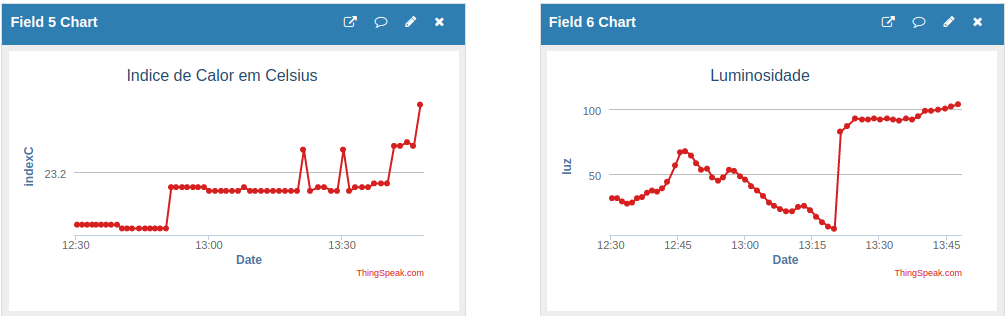 Field 5 Chart
Indice de Calor em Celsius
indexC
23.2
12:30 13:00 13:30
Date
ThingSpeak.com
Field 6 Chart
Luminosidade
luz
100
50
12:30 12:45 13:00 13:15 13:30 13:45
Date
ThingSpeak.com